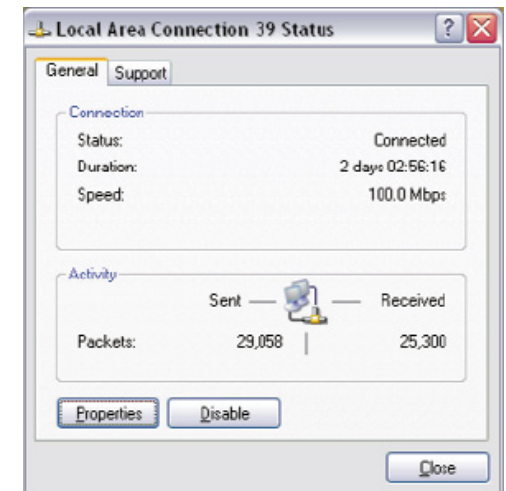 Local Area Connection 39 Status
General Support
Connection
Status: Connected
Duration: 2 days 02:56:16
Speed: 100.0 Mbps
Activity
Sent — — Received
Packets: 29,058 | 25,300
Properties Disable
Close